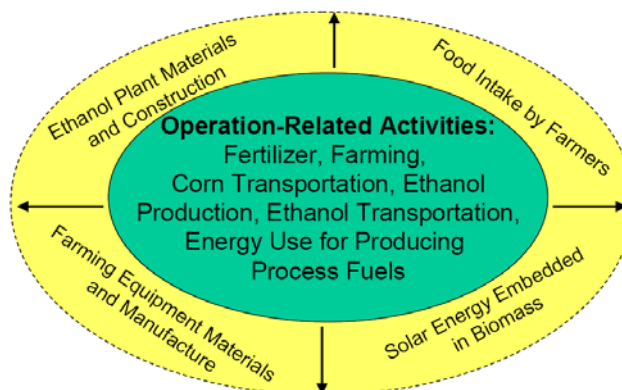 Ethanol Plant Materials
and Construction
Food Intake by Farmers
Operation-Related Activities:
Fertilizer, Farming,
Corn Transportation, Ethanol
Production, Ethanol Transportation,
Energy Use for Producing
Process Fuels
Farming Equipment Materials
and Manufacture
Solar Energy Embedded
in Biomass